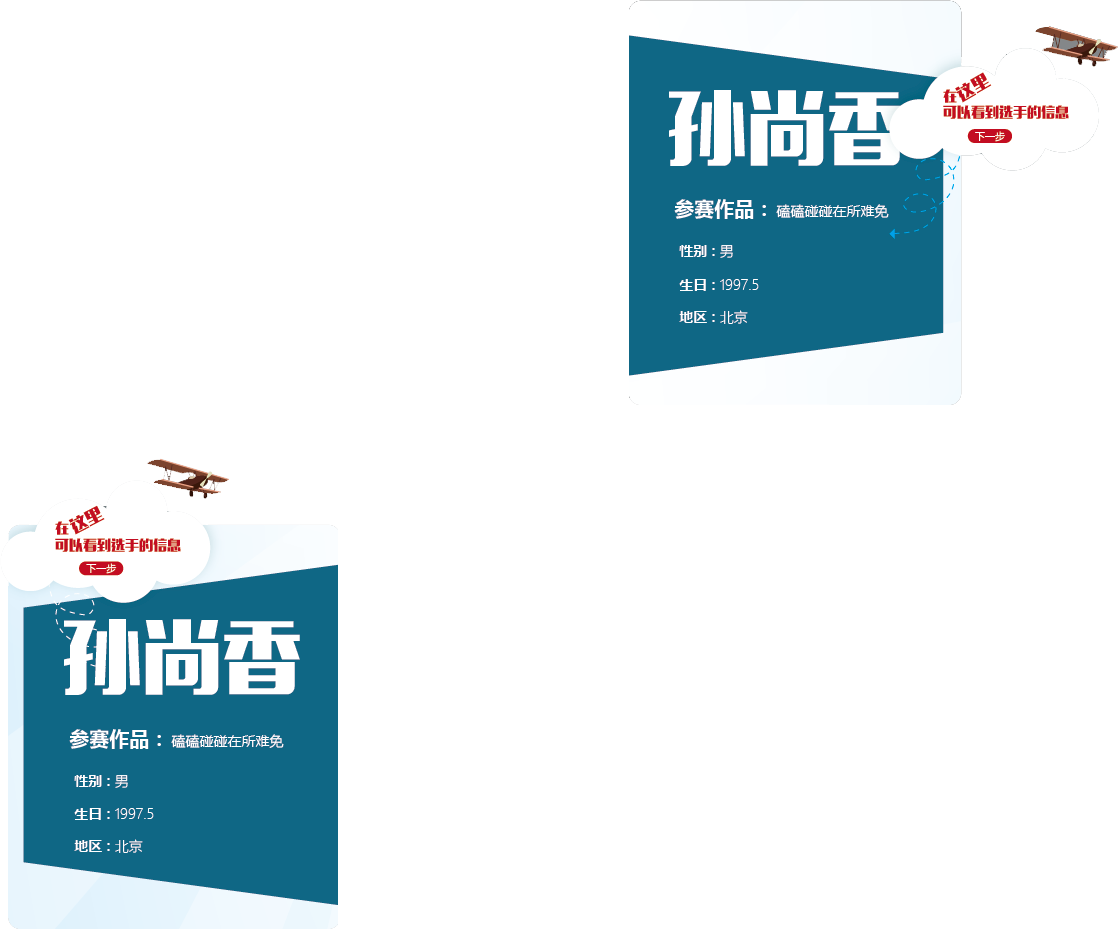 在这里
可以看到选手的信息
下一步
孙尚香
参赛作品： 磕磕碰碰在所难免
性别：男
生日：1997.5
地区：北京
在这里
可以看到选手的信息
下一步
孙尚香
参赛作品： 磕磕碰碰在所难免
性别：男
生日：1997.5
地区：北京